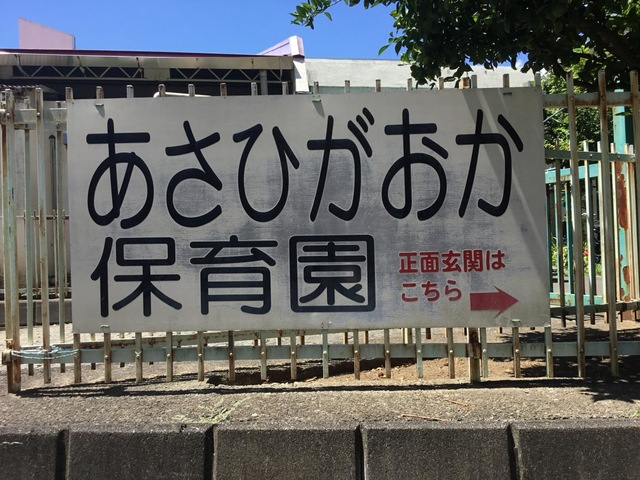 あさひがおか
保育園
正面玄関は
こちら